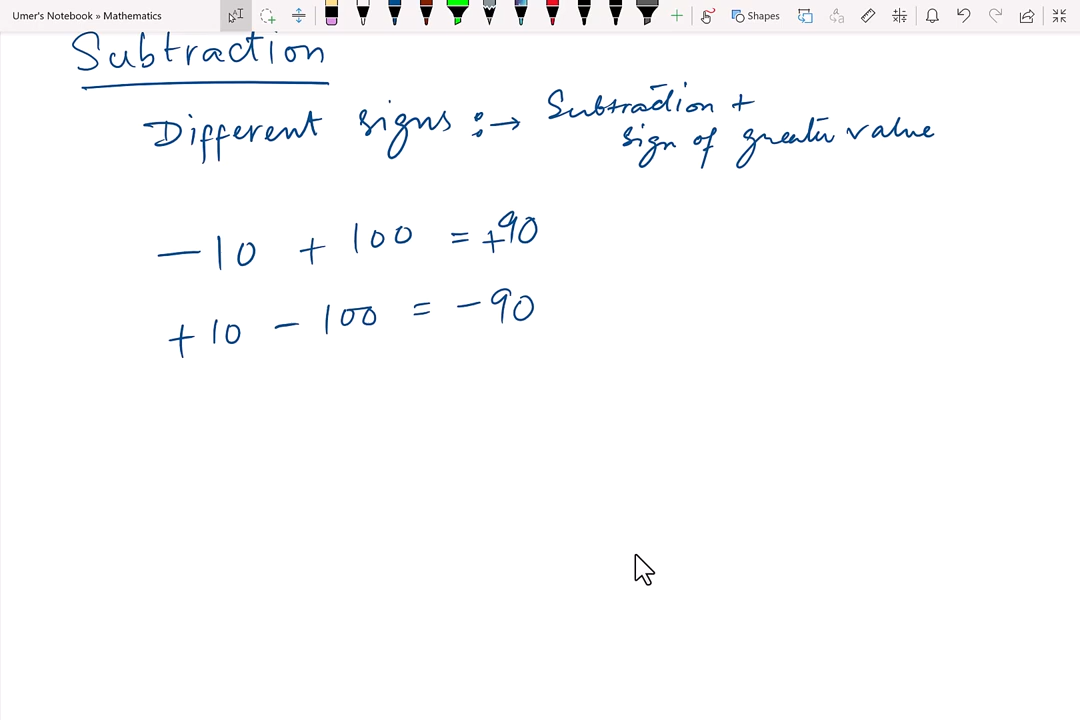 Umer's Notebook » Mathematics
Shapes
Subtraction
Different signs :→ Subtraction +
sign of greater value
-10 + 100 = +90
+10 - 100 = -90